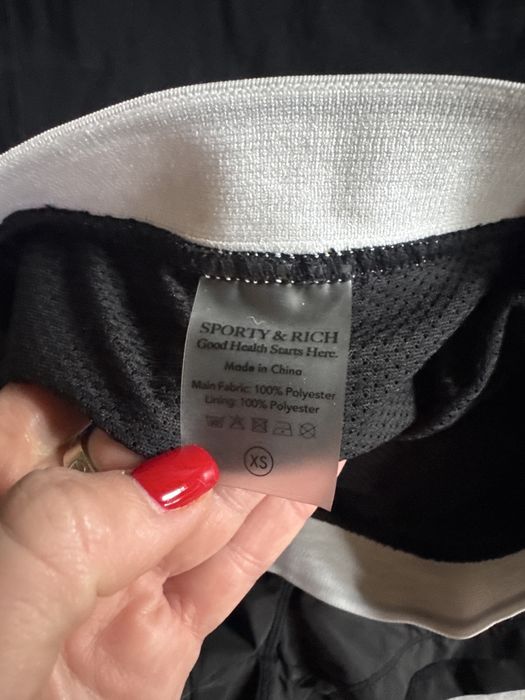 SPORTY & RICH
Good Health Starts Here.
Made in China
Main Fabric: 100% Polyester
Lining: 100% Polyester
XS